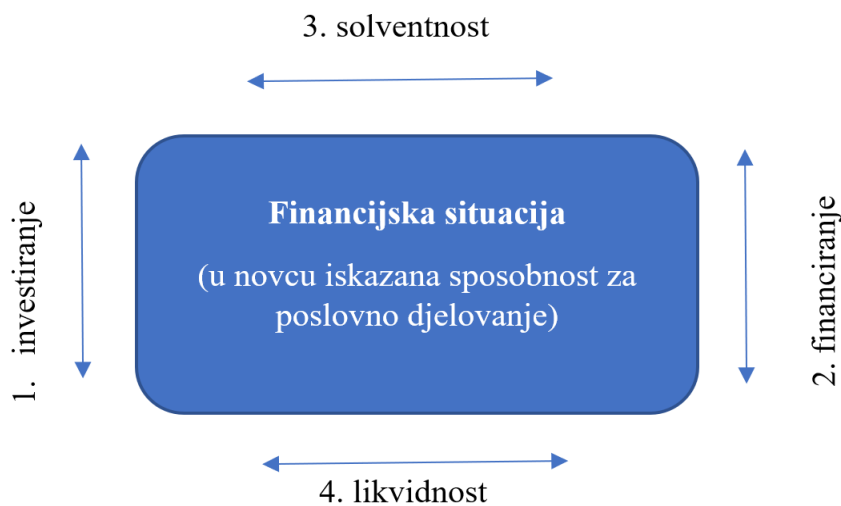 3. solventnost
1. investiranje
Financijska situacija
(u novcu iskazana sposobnost za
poslovno djelovanje)
2. financiranje
4. likvidnost